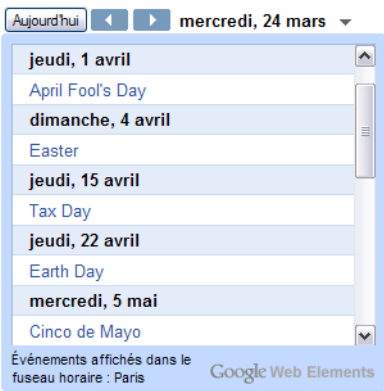 Aujourd'hui mercredi, 24 mars
jeudi, 1 avril
April Fool's Day
dimanche, 4 avril
Easter
jeudi, 15 avril
Tax Day
jeudi, 22 avril
Earth Day
mercredi, 5 mai
Cinco de Mayo
Événements affichés dans le
fuseau horaire : Paris
Google Web Elements